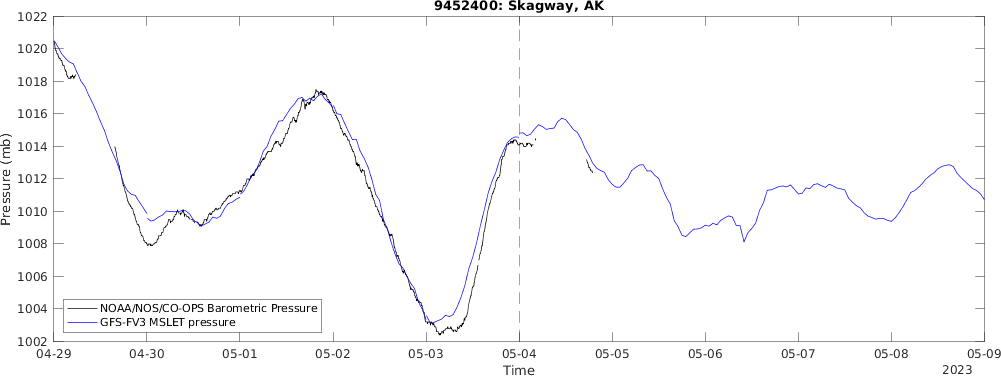 9452400: Skagway, AK
Pressure (mb)
1022
1020
1018
1016
1014
1012
1010
1008
1006
1004
1002
NOAA/NOS/CO-OPS Barometric Pressure
GFS-FV3 MSLET pressure
04-29 04-30 05-01 05-02 05-03 05-04 05-05 05-06 05-07 05-08 05-09
Time
2023